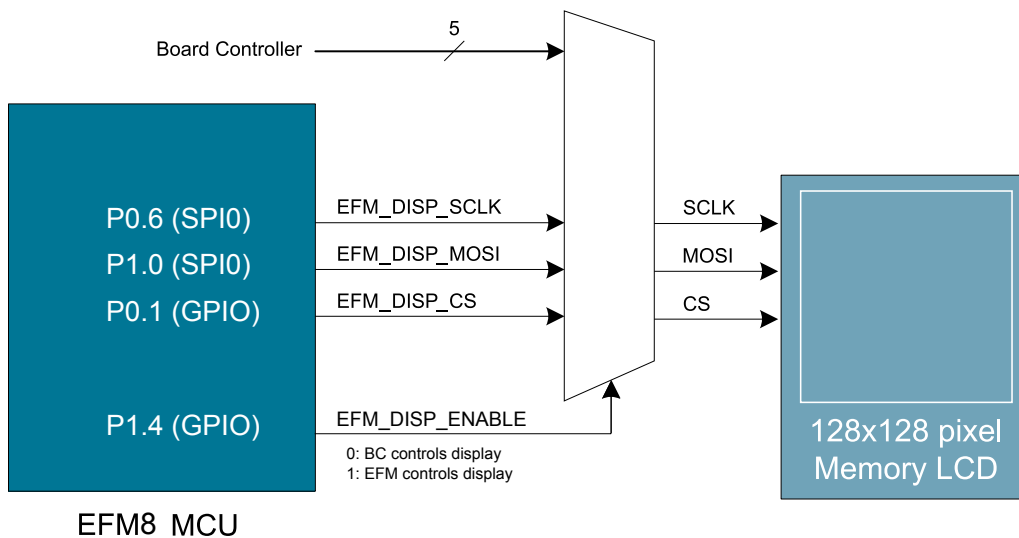 5
Board Controller
P0.6 (SPI0)
EFM_DISP_SCLK
SCLK
P1.0 (SPI0)
EFM_DISP_MOSI
MOSI
P0.1 (GPIO)
EFM_DISP_CS
CS
P1.4 (GPIO)
EFM_DISP_ENABLE
0: BC controls display
1: EFM controls display
128x128 pixel
Memory LCD
EFM8 MCU